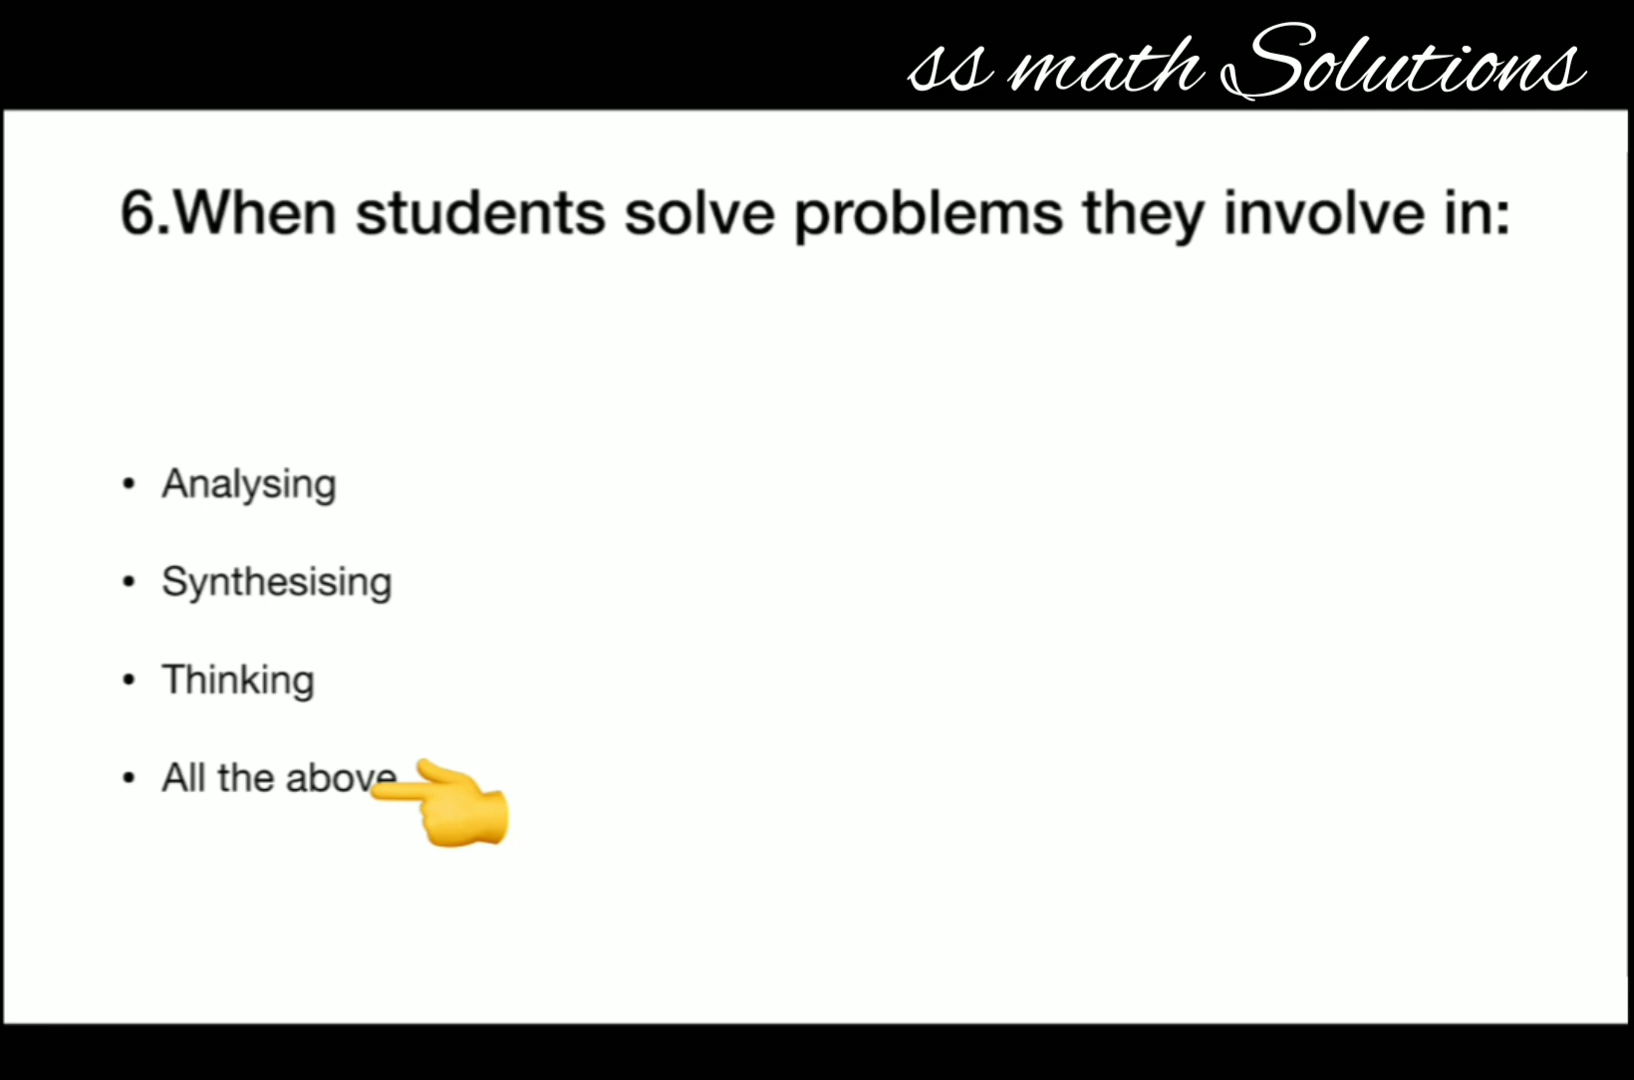 ss math Solutions
6.When students solve problems they involve in:
• Analysing
• Synthesising
• Thinking
• All the above